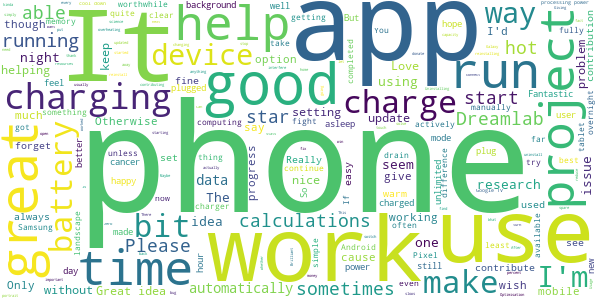 It
help
app
running
able
night
way
hot
run
device
good
option
using
charging
star
setting
charge
start
update
Dreamlab
project
great
battery
Otherwise
much
forget
bit
idea
calculations
Please
time
phone
work
use
make
I'm
automatically
sometimes
without
Great idea
Only
always
Samsung
cancer
unless
happy
data
The
progress
Really
nice
easy
seem
give
research
unlimited
difference
used
issue
contribute
wish
mobile
working
often
Android
cause
power
one
Pixel
still
computing
fight
asleep
say
plugged
fine
background
quite
clear
memory
though
helping
worthwhile
well
getting
take
keep
But
hope
You
I'd
Love
completed
problem
fully
Fantastic
user
overnight
tablet
far
try
best
plug
mode
actively
drain
warm
charged
charger
continue
simple
hour
made
now
better
set
thing
feel
something
got
day
landscape
available
least
see
new
even
processing power
manually
So
If